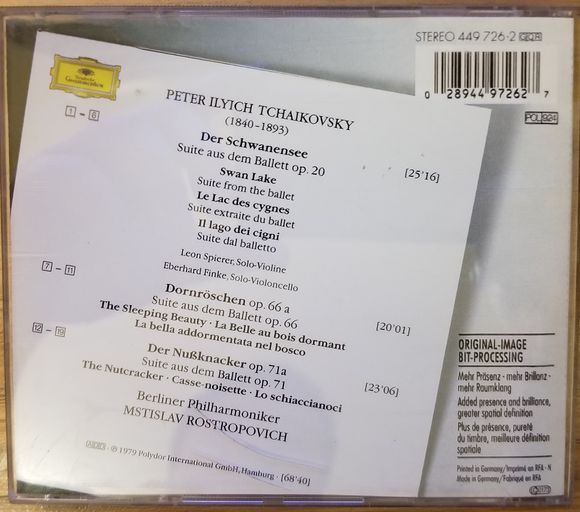 STEREO 449 726-2 GQR
Deutsche
Grammophon
0 28944 97262 7
POL 924
PETER ILYICH TCHAIKOVSKY
(1840–1893)
1 – 6
Der Schwanensee
Suite aus dem Ballett op. 20 [25'16]
Swan Lake
Suite from the ballet
Le Lac des cygnes
Suite extraite du ballet
Il lago dei cigni
Suite dal balletto
Leon Spierer, Solo-Violine
Eberhard Finke, Solo-Violoncello
7 – 11
Dornröschen op. 66 a
Suite aus dem Ballett op. 66 [20'01]
The Sleeping Beauty · La Belle au bois dormant
La bella addormentata nel bosco
12 – 19
Der Nußknacker op. 71a
Suite aus dem Ballett op. 71 [23'06]
The Nutcracker · Casse-noisette · Lo schiaccianoci
Berliner Philharmoniker
MSTISLAV ROSTROPOVICH
ADD · ℗ 1979 Polydor International GmbH, Hamburg · [68'40]
ORIGINAL-IMAGE
BIT-PROCESSING
Mehr Präsenz - mehr Brillanz -
mehr Raumklang
Added presence and brilliance,
greater spatial definition
Plus de présence, pureté
du timbre, meilleure définition
spatiale
Printed in Germany/Imprimé en RFA · N
Made in Germany/Fabriqué en RFA